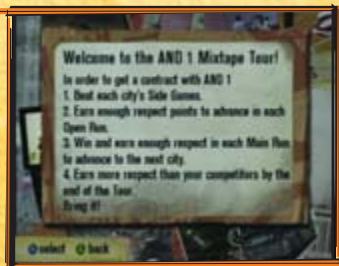 Welcome to the AND 1 Mixtape Tour!
In order to get a contract with AND 1
1. Beat each city's Side Games.
2. Earn enough respect points to advance in each
Open Run.
3. Win and earn enough respect in each Main Run
to advance to the next city.
4. Earn more respect than your competitors by the
end of the Tour.
Bring it!
select back